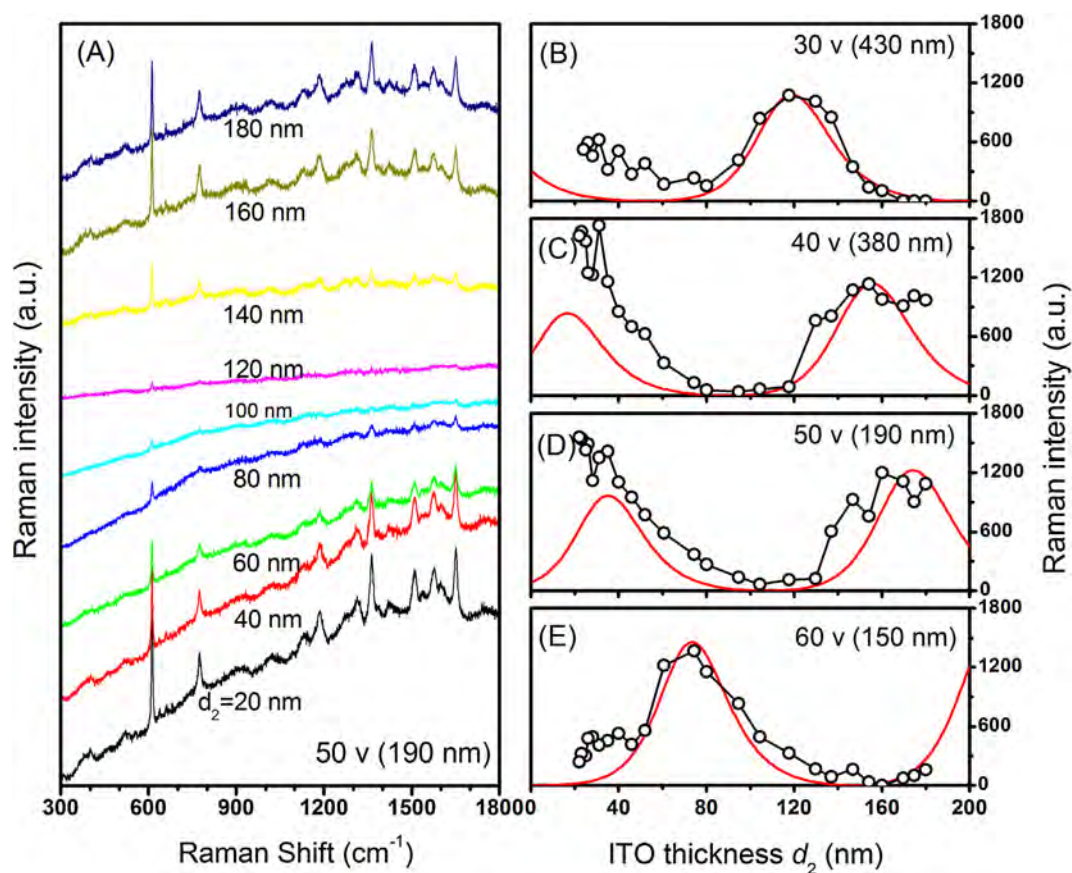 (A)
180 nm
160 nm
140 nm
120 nm
100 nm
80 nm
60 nm
40 nm
d₂=20 nm
50 v (190 nm)
Raman intensity (a.u.)
300 600 900 1200 1500 1800
Raman Shift (cm⁻¹)
(B) 30 v (430 nm)
1800
1200
600
0
(C) 40 v (380 nm)
1800
1200
600
0
(D) 50 v (190 nm)
1800
1200
600
0
(E) 60 v (150 nm)
1800
1200
600
0
Raman intensity (a.u.)
0 40 80 120 160 200
ITO thickness d₂ (nm)